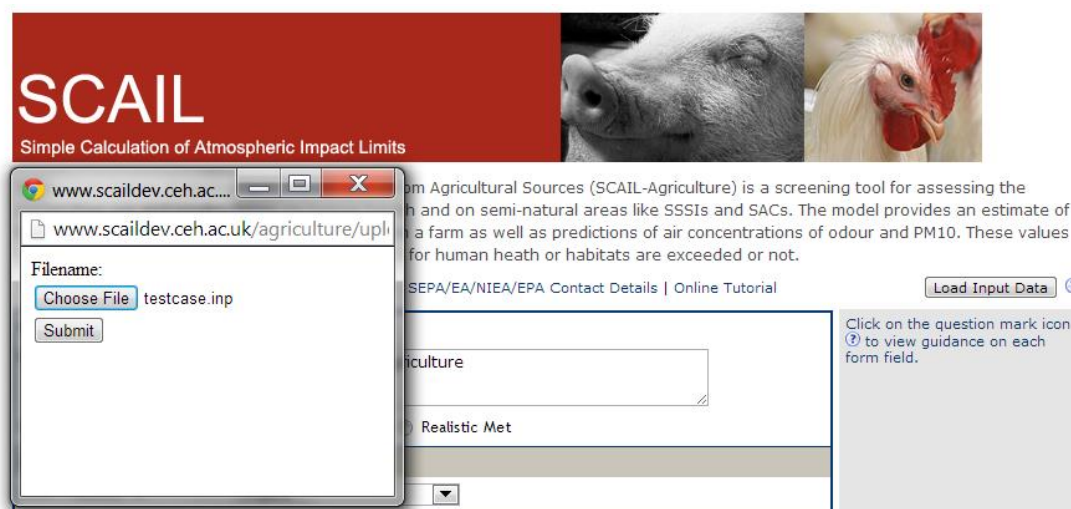 SCAIL
Simple Calculation of Atmospheric Impact Limits
www.scaildev.ceh.ac....
www.scaildev.ceh.ac.uk/agriculture/upl
Filename:
Choose File testcase.inp
Submit
om Agricultural Sources (SCAIL-Agriculture) is a screening tool for assessing the
h and on semi-natural areas like SSSIs and SACs. The model provides an estimate of
a farm as well as predictions of air concentrations of odour and PM10. These values
for human heath or habitats are exceeded or not.
SEPA/EA/NIEA/EPA Contact Details | Online Tutorial
Load Input Data
Click on the question mark icon
? to view guidance on each
form field.
riculture
Realistic Met